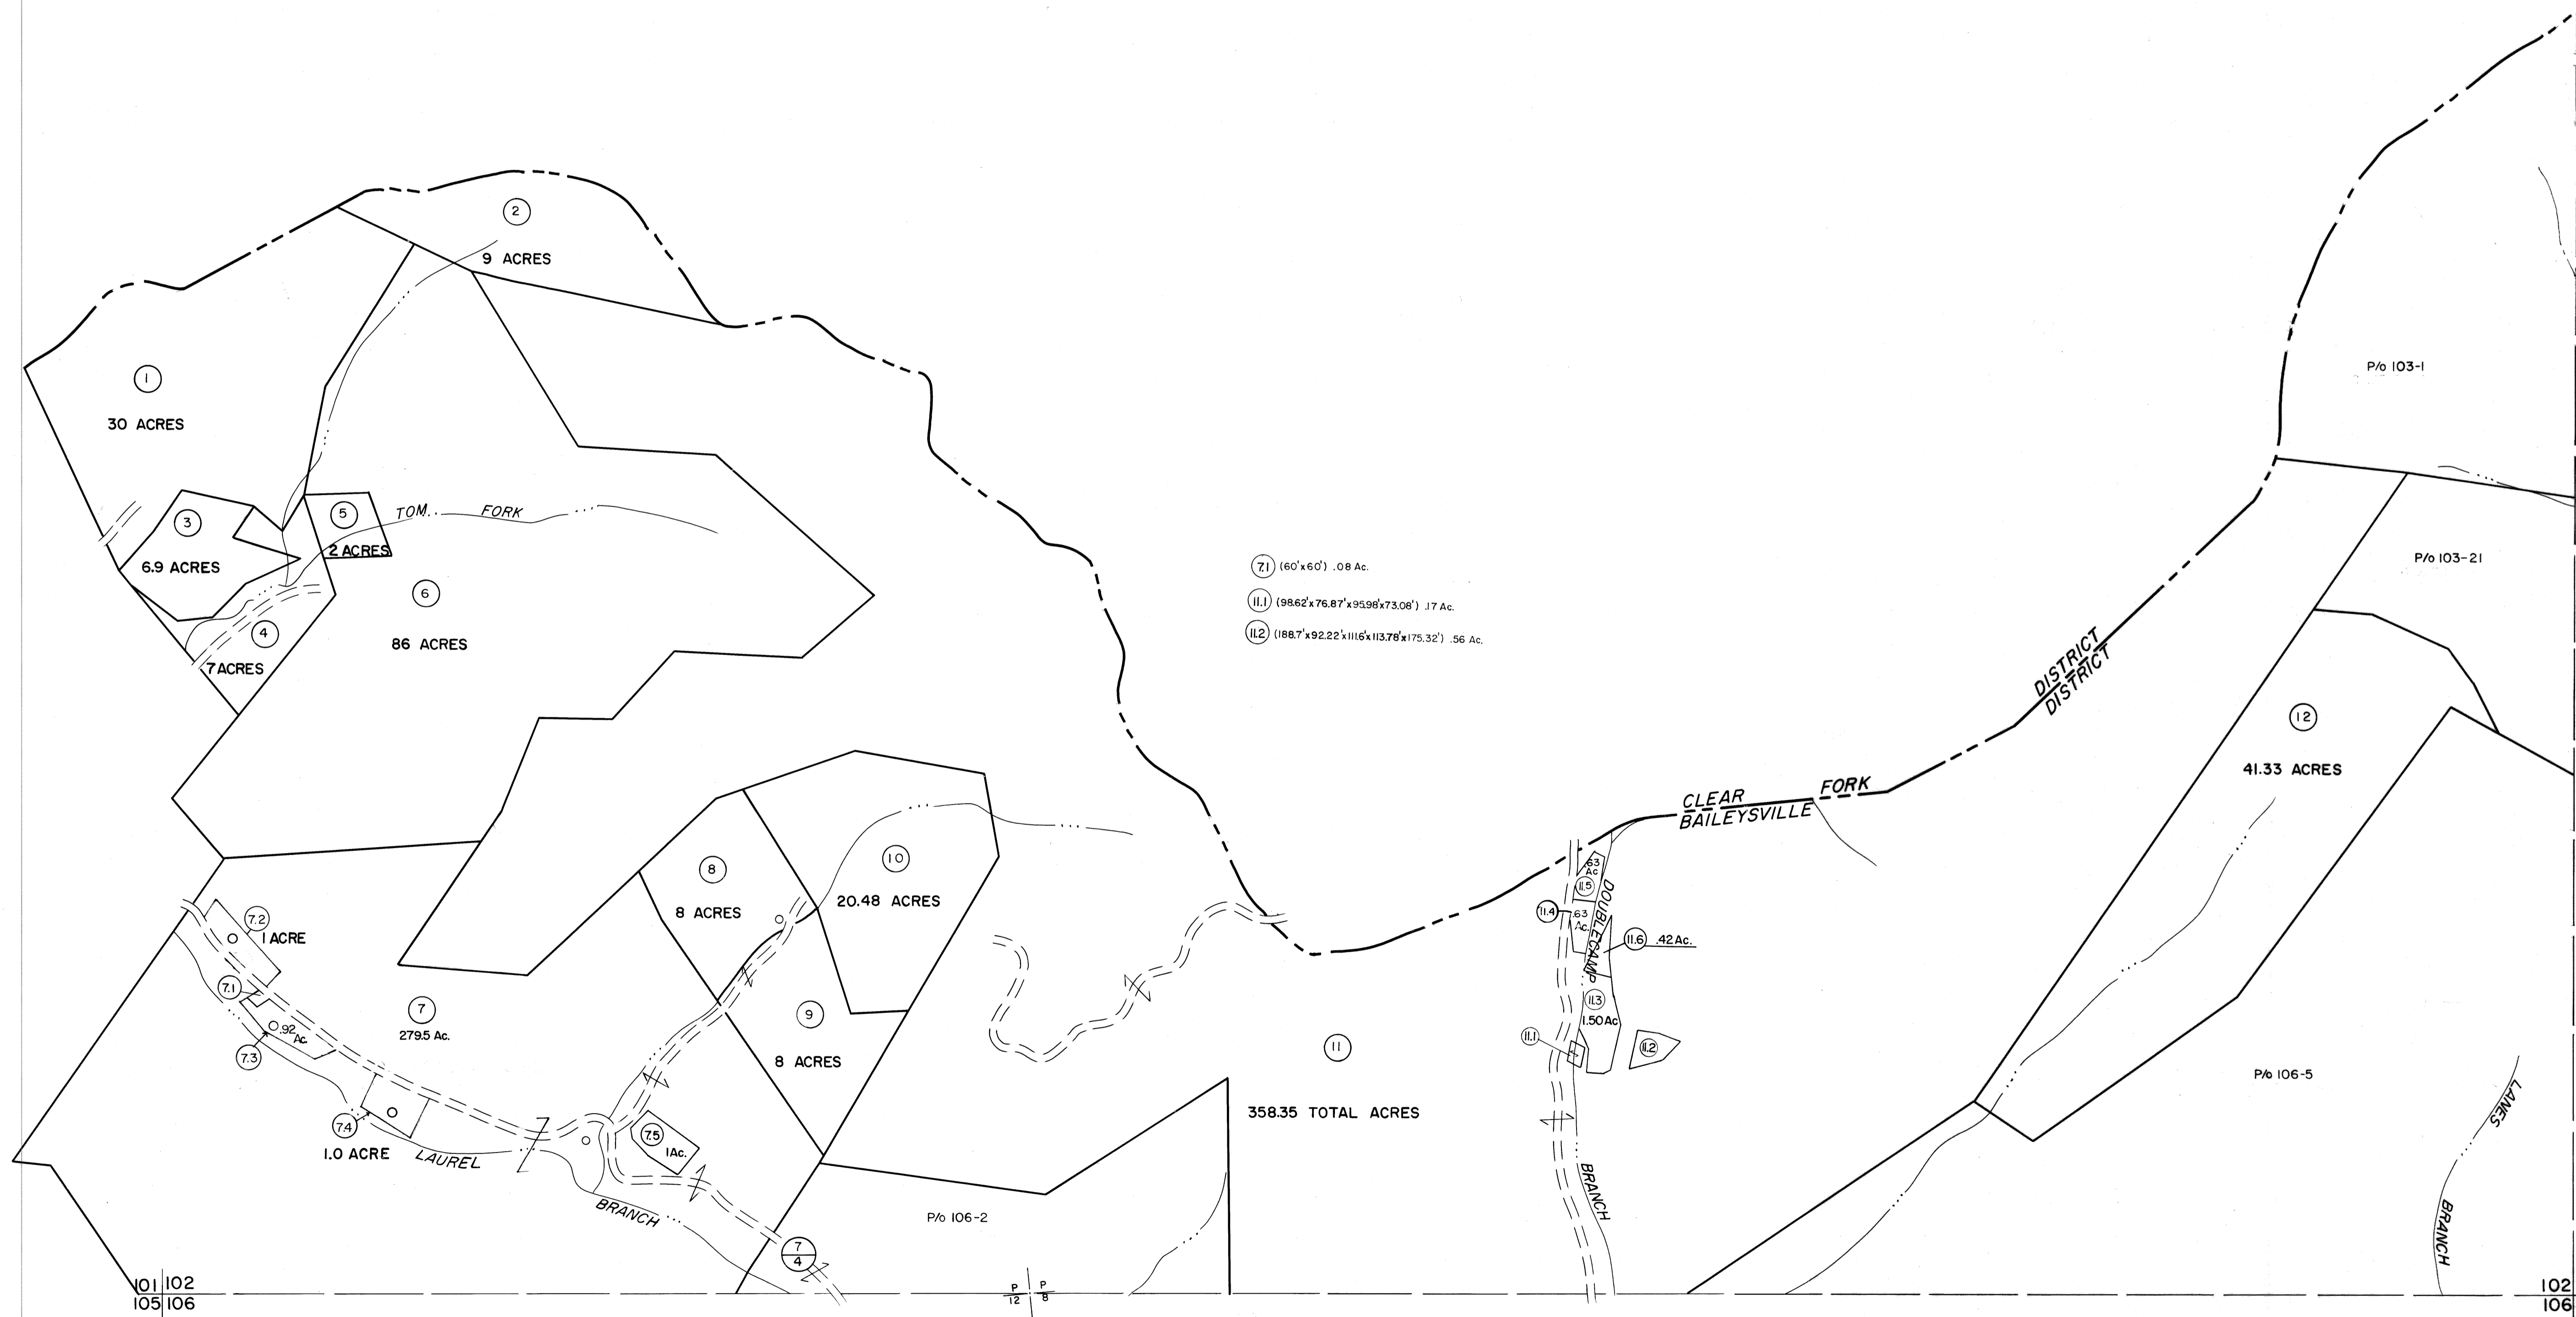 2
9 ACRES
1
30 ACRES
P/o 103-1
3
6.9 ACRES
5
2 ACRES
TOM. FORK
6
86 ACRES
4
7 ACRES
7.1 (60'x60') .08 Ac.
11.1 (98.62'x76.87'x95.98'x73.08') .17 Ac.
11.2 (188.7'x92.22'x111.6'x113.78'x175.32') .56 Ac.
P/o 103-21
DISTRICT
DISTRICT
12
41.33 ACRES
CLEAR FORK
BAILEYSVILLE
8
8 ACRES
10
20.48 ACRES
.63
Ac
11.5
11.4
.63
Ac.
DOUBLECAMP
11.6 .42 Ac.
7.2
1 ACRE
7.1
7
279.5 Ac.
.92
Ac.
7.3
9
8 ACRES
11
358.35 TOTAL ACRES
11.3
1.50 Ac
11.1
11.2
BRANCH
P/o 106-5
LANES
BRANCH
7.4
1.0 ACRE
LAUREL
BRANCH
7.5
1 Ac.
P/o 106-2
7
4
101 102
105 106
P P
12 8
102
106